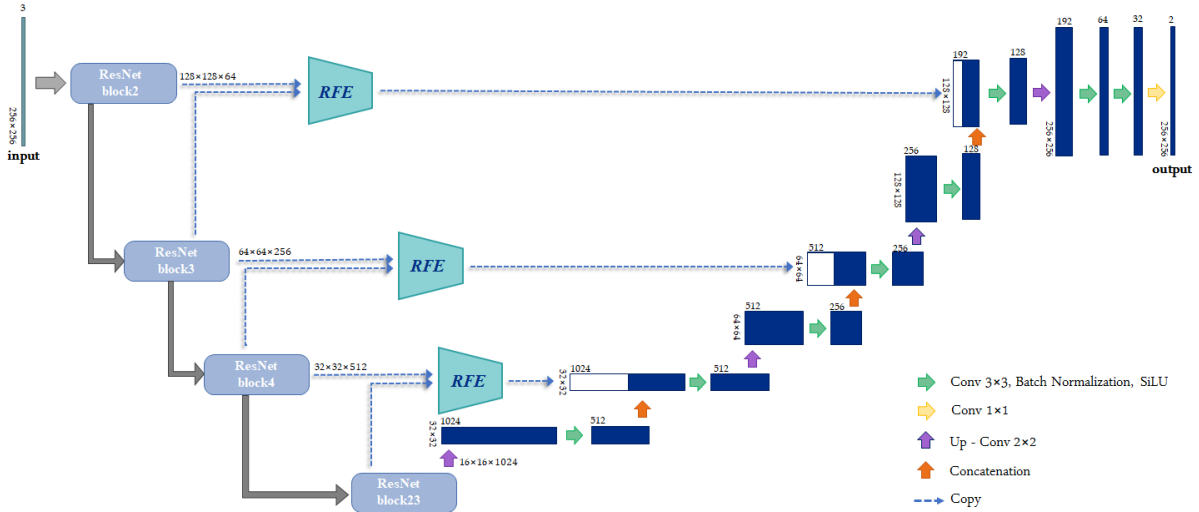 3
256×256
input
ResNet
block2
128×128×64
RFE
192
128×128
128
192
256×256
64
32
2
256×256
output
256
128×128
128
ResNet
block3
64×64×256
RFE
512
64×64
256
512
64×64
256
ResNet
block4
32×32×512
RFE
1024
32×32
512
1024
32×32
512
16×16×1024
ResNet
block23
Conv 3×3, Batch Normalization, SiLU
Conv 1×1
Up - Conv 2×2
Concatenation
Copy